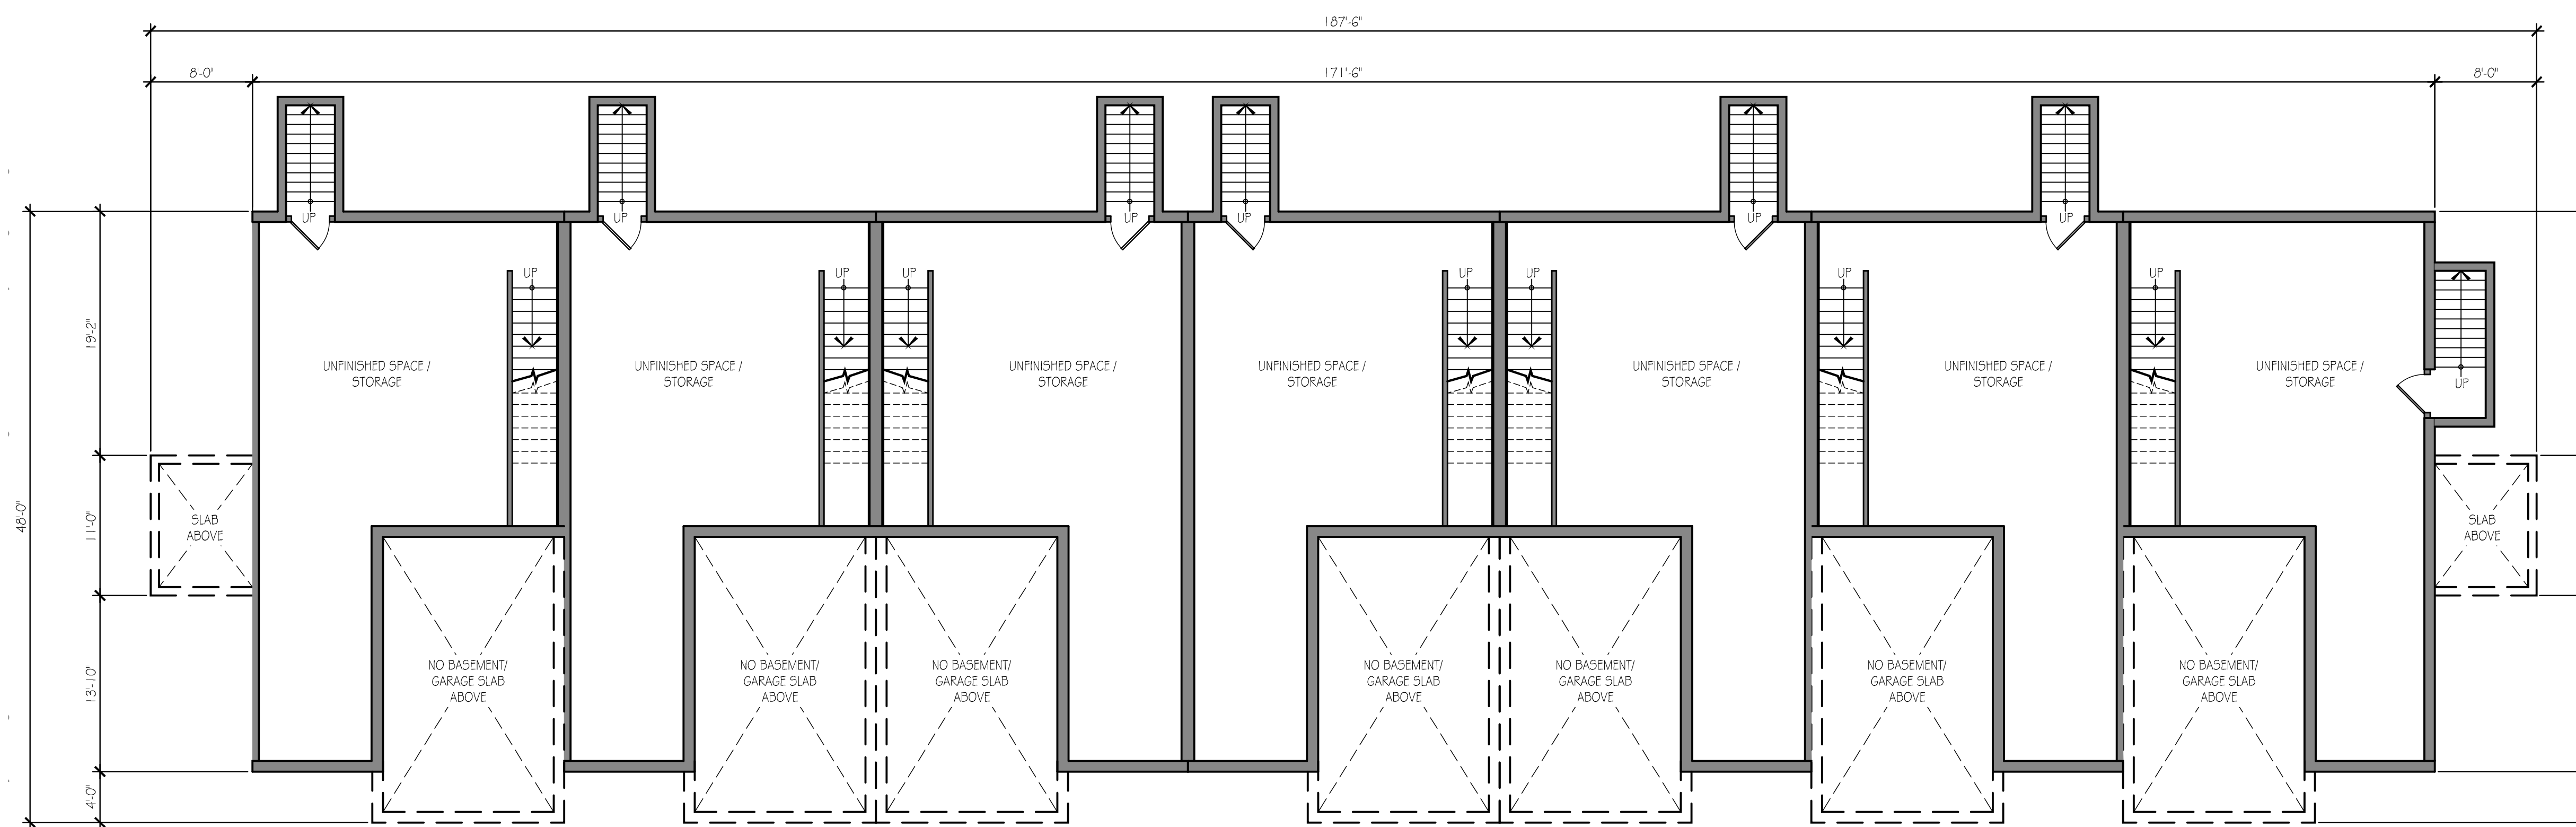 187'-6"
8'-0"
171'-6"
8'-0"
UP
UP
UP
UP
UP
UP
UP
UP
UP
UP
UP
UP
UP
19'-2"
UNFINISHED SPACE /
STORAGE
UNFINISHED SPACE /
STORAGE
UNFINISHED SPACE /
STORAGE
UNFINISHED SPACE /
STORAGE
UNFINISHED SPACE /
STORAGE
UNFINISHED SPACE /
STORAGE
UNFINISHED SPACE /
STORAGE
UP
48'-0"
11'-0"
SLAB
ABOVE
SLAB
ABOVE
13'-10"
NO BASEMENT/
GARAGE SLAB
ABOVE
NO BASEMENT/
GARAGE SLAB
ABOVE
NO BASEMENT/
GARAGE SLAB
ABOVE
NO BASEMENT/
GARAGE SLAB
ABOVE
NO BASEMENT/
GARAGE SLAB
ABOVE
NO BASEMENT/
GARAGE SLAB
ABOVE
NO BASEMENT/
GARAGE SLAB
ABOVE
4'-0"